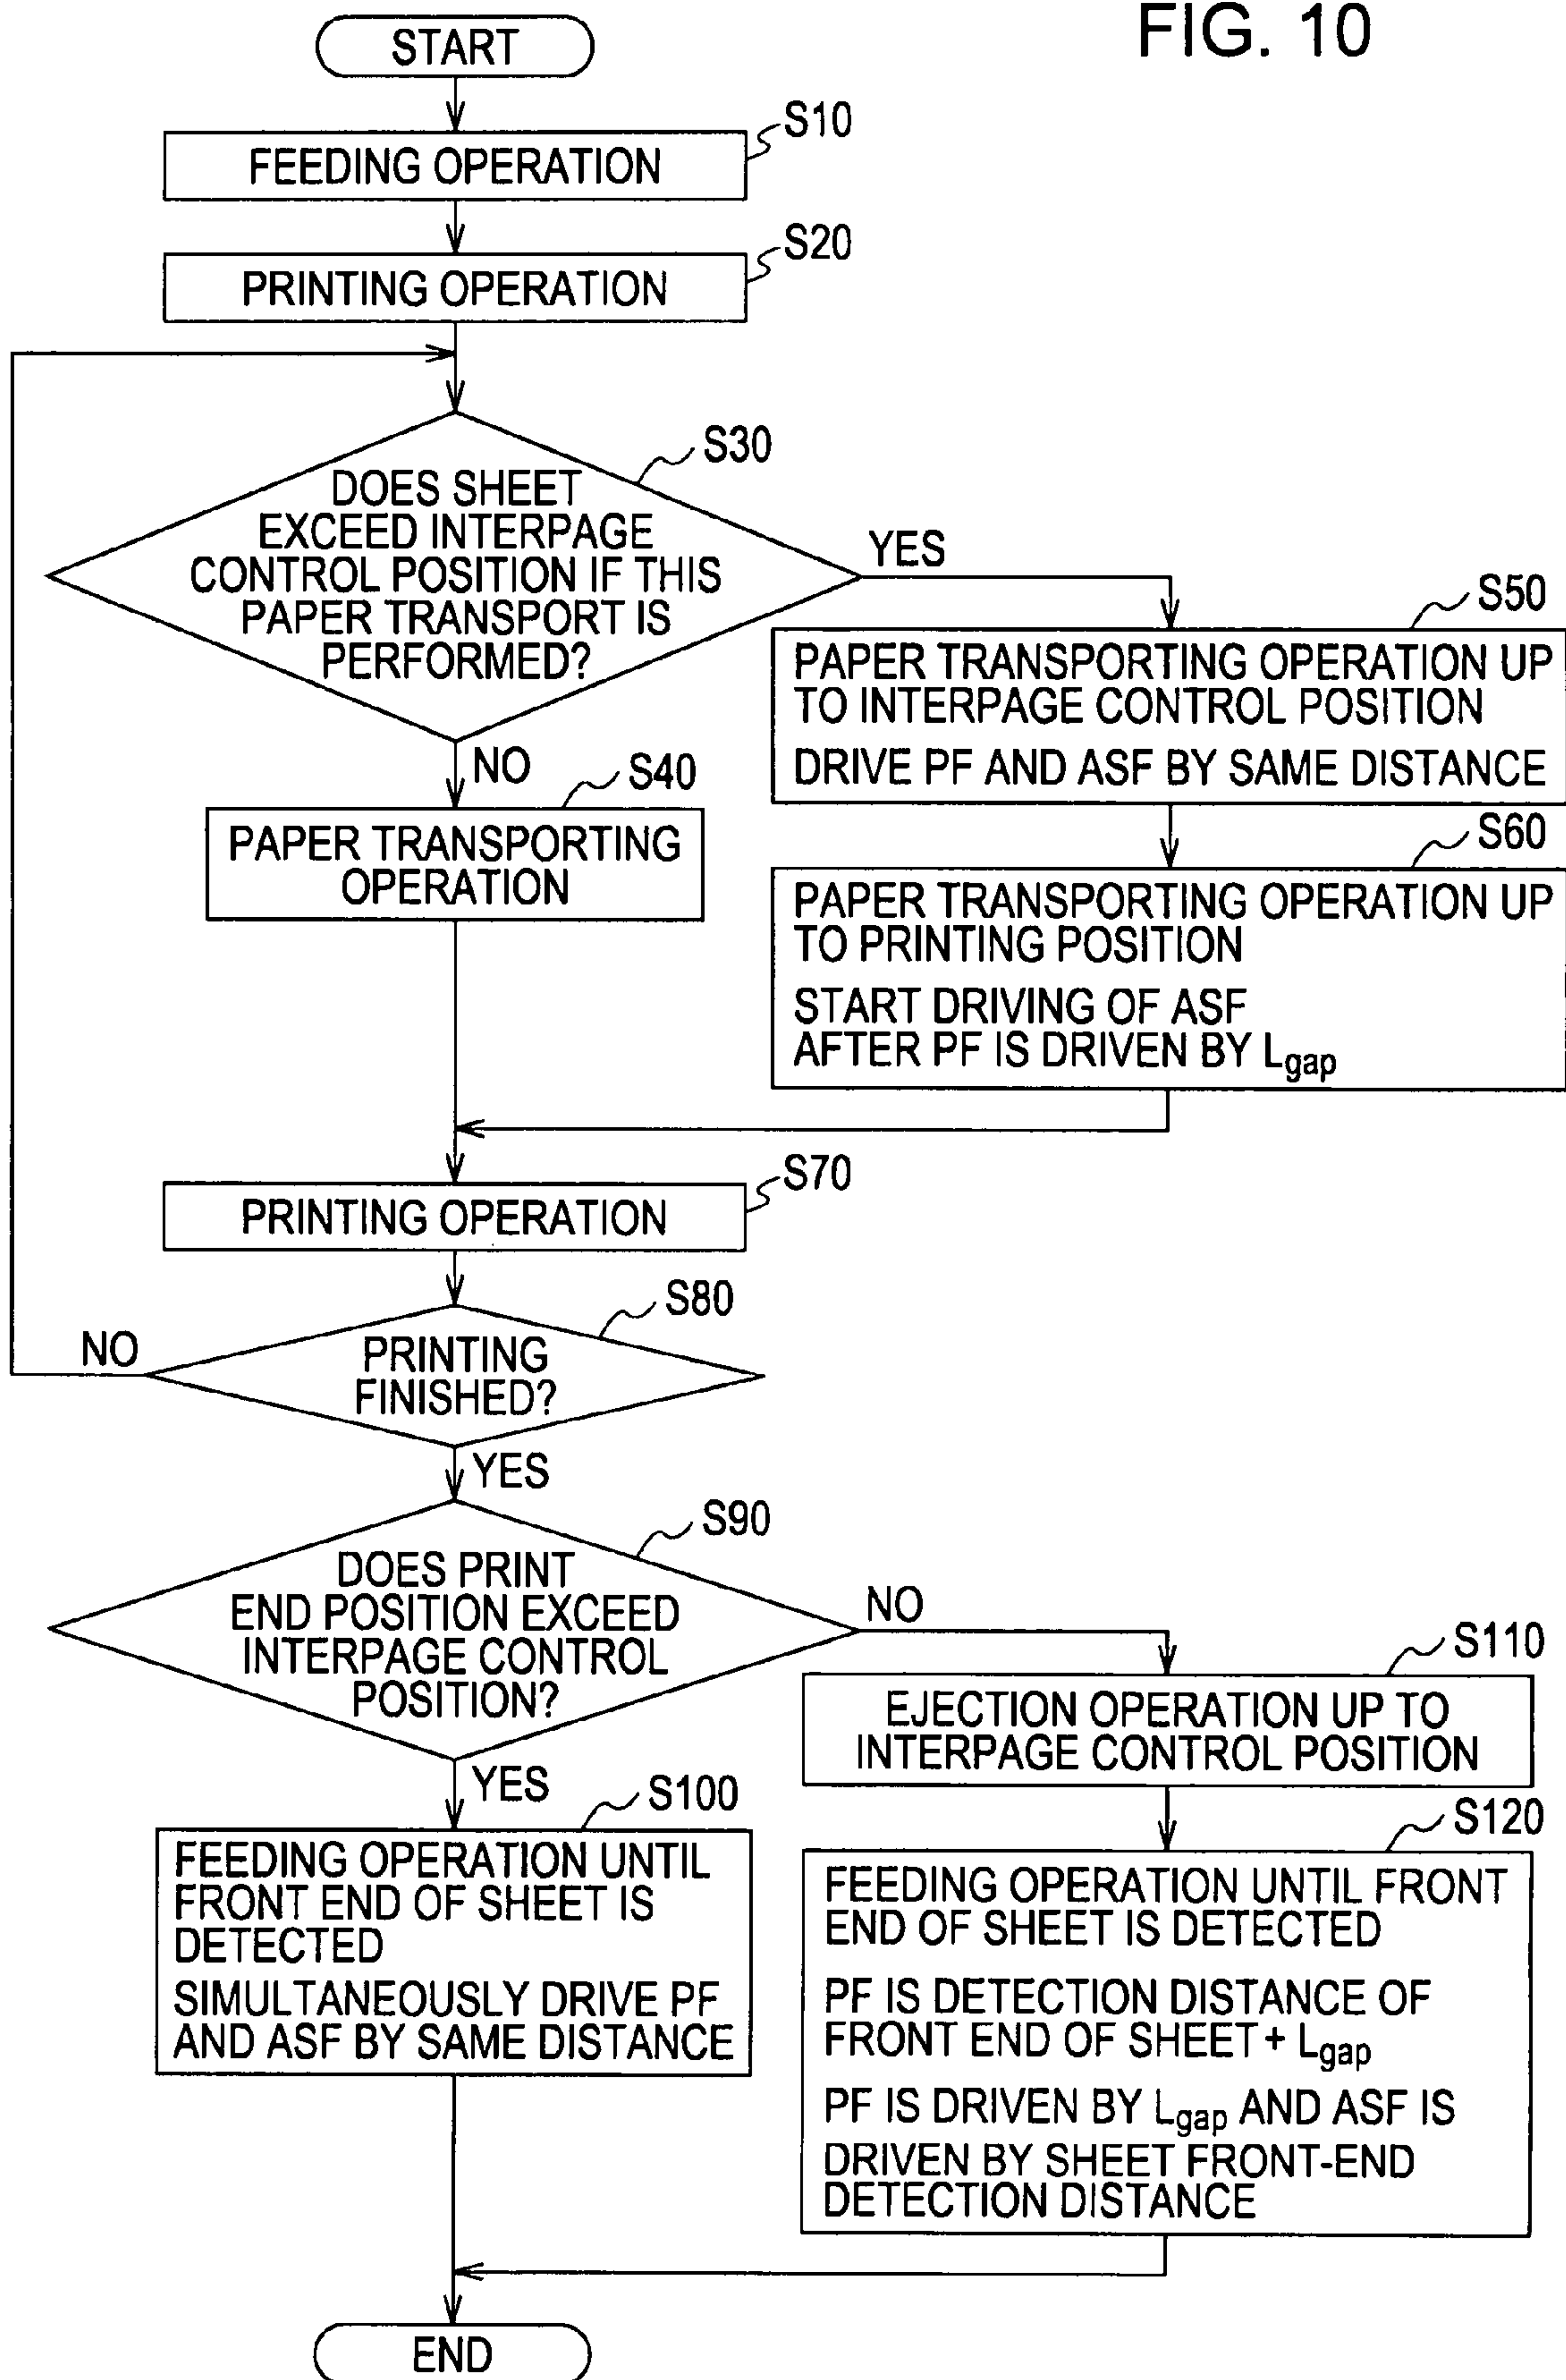 FIG. 10
START
S10
FEEDING OPERATION
S20
PRINTING OPERATION
S30
DOES SHEET
EXCEED INTERPAGE
CONTROL POSITION IF THIS
PAPER TRANSPORT IS
PERFORMED?
YES
NO
S40
PAPER TRANSPORTING
OPERATION
S50
PAPER TRANSPORTING OPERATION UP
TO INTERPAGE CONTROL POSITION
DRIVE PF AND ASF BY SAME DISTANCE
S60
PAPER TRANSPORTING OPERATION UP
TO PRINTING POSITION
START DRIVING OF ASF
AFTER PF IS DRIVEN BY Lgap
S70
PRINTING OPERATION
S80
PRINTING
FINISHED?
NO
YES
S90
DOES PRINT
END POSITION EXCEED
INTERPAGE CONTROL
POSITION?
NO
YES
S100
FEEDING OPERATION UNTIL
FRONT END OF SHEET IS
DETECTED
SIMULTANEOUSLY DRIVE PF
AND ASF BY SAME DISTANCE
S110
EJECTION OPERATION UP TO
INTERPAGE CONTROL POSITION
S120
FEEDING OPERATION UNTIL FRONT
END OF SHEET IS DETECTED
PF IS DETECTION DISTANCE OF
FRONT END OF SHEET + Lgap
PF IS DRIVEN BY Lgap AND ASF IS
DRIVEN BY SHEET FRONT-END
DETECTION DISTANCE
END